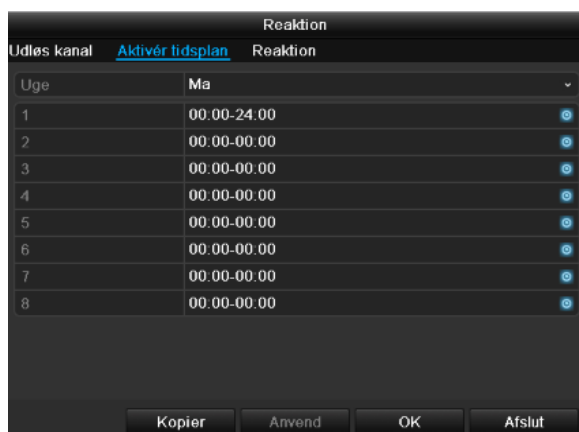 Reaktion
Udløs kanal Aktivér tidsplan Reaktion
Uge Ma
1 00:00-24:00
2 00:00-00:00
3 00:00-00:00
4 00:00-00:00
5 00:00-00:00
6 00:00-00:00
7 00:00-00:00
8 00:00-00:00
Kopier Anvend OK Afslut